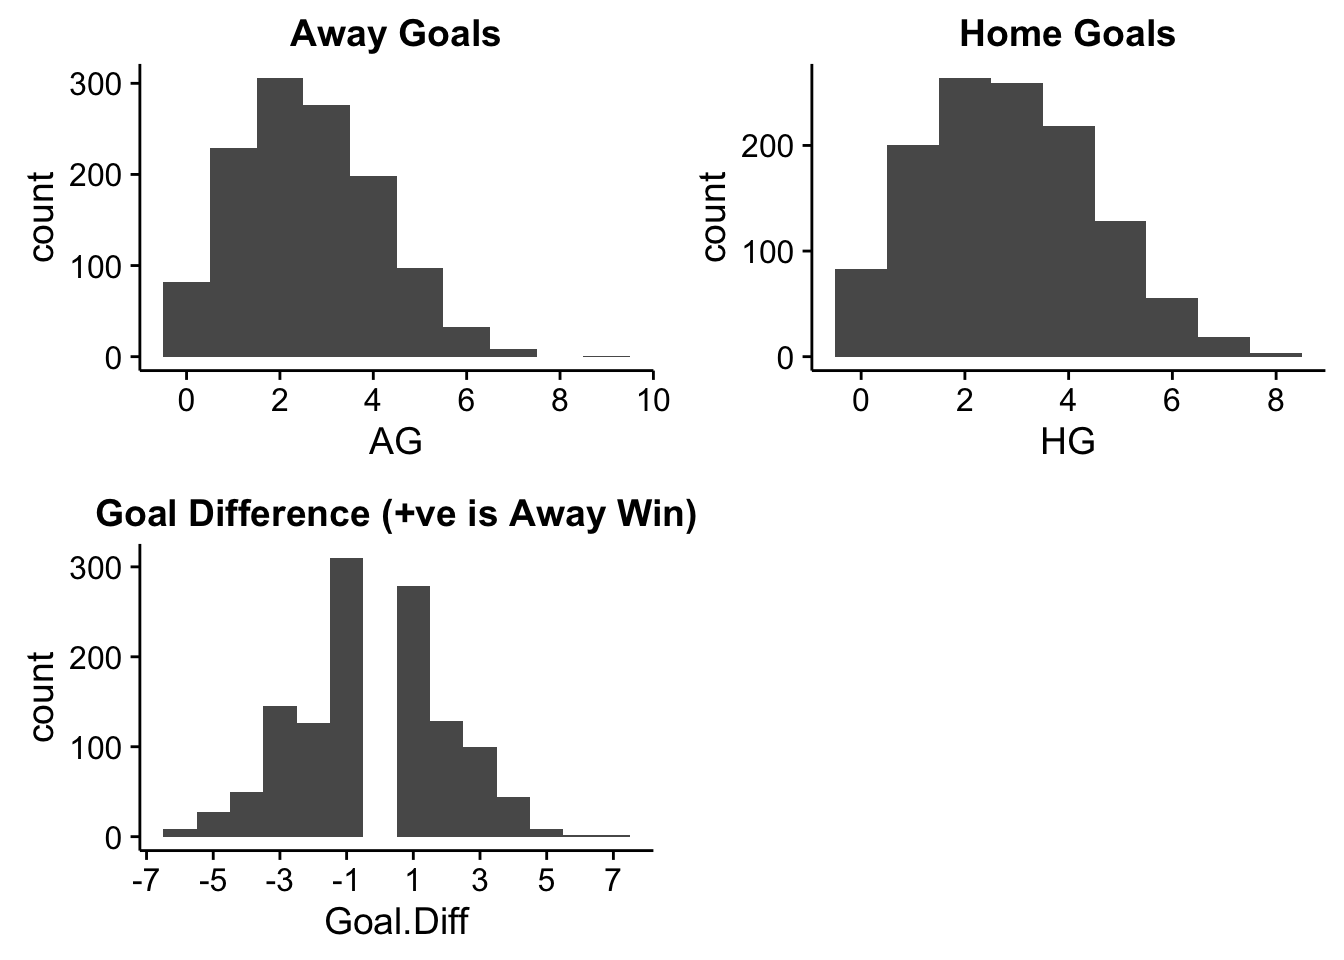 Away Goals
300
200
100
0
count
0 2 4 6 8 10
AG
Home Goals
200
100
0
count
0 2 4 6 8
HG
Goal Difference (+ve is Away Win)
300
200
100
0
count
-7 -5 -3 -1 1 3 5 7
Goal.Diff